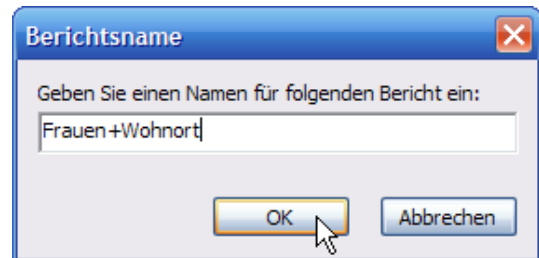 Berichtsname
Geben Sie einen Namen für folgenden Bericht ein:
Frauen+Wohnort
OK Abbrechen